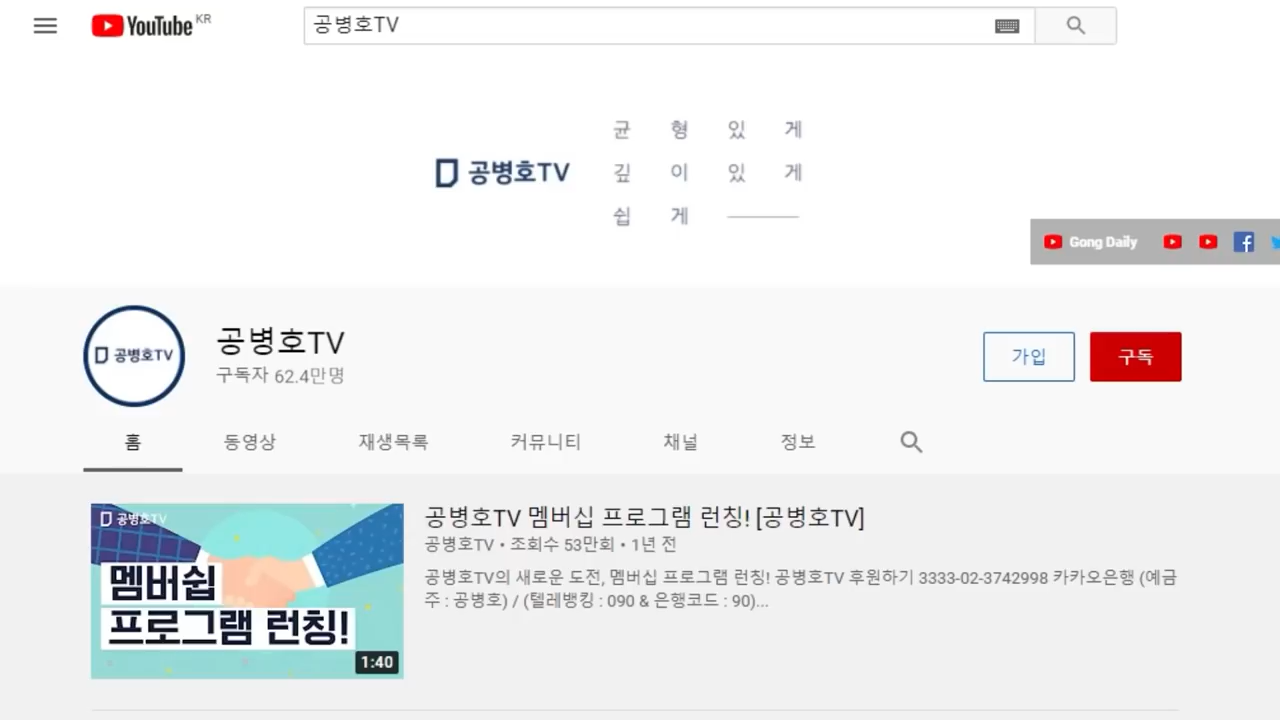 YouTube KR
공병호TV
균 형 있 게
공병호TV
깊 이 있 게
쉽 게
Gong Daily
공병호TV
공병호TV
구독자 62.4만명
가입
구독
홈
동영상
재생목록
커뮤니티
채널
정보
공병호TV
멤버쉽
프로그램 런칭!
1:40
공병호TV 멤버십 프로그램 런칭! [공병호TV]
공병호TV • 조회수 53만회 • 1년 전
공병호TV의 새로운 도전, 멤버십 프로그램 런칭! 공병호TV 후원하기 3333-02-3742998 카카오은행 (예금
주 : 공병호) / (텔레뱅킹 : 090 & 은행코드 : 90)...